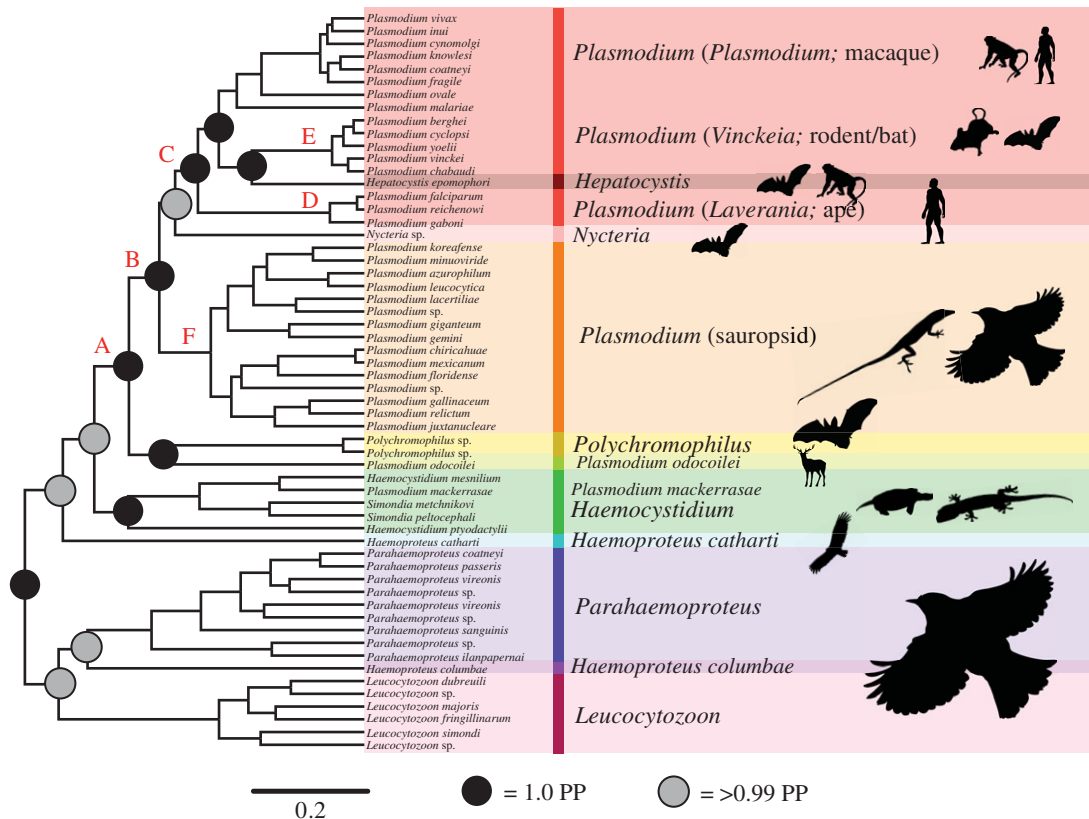 Plasmodium vivax
Plasmodium inui
Plasmodium cynomolgi
Plasmodium knowlesi
Plasmodium coatneyi
Plasmodium fragile
Plasmodium ovale
Plasmodium malariae
Plasmodium (Plasmodium; macaque)
Plasmodium berghei
Plasmodium cyclopsi
Plasmodium yoelii
Plasmodium vinckei
Plasmodium chabaudi
E
Plasmodium (Vinckeia; rodent/bat)
C
Hepatocystis epomophori
Hepatocystis
Plasmodium falciparum
Plasmodium reichenowi
Plasmodium gaboni
D
Plasmodium (Laverania; ape)
Nycteria sp.
Nycteria
B
Plasmodium koreafense
Plasmodium minuoviride
Plasmodium azurophilum
Plasmodium leucocytica
Plasmodium lacertiliae
Plasmodium sp.
Plasmodium giganteum
Plasmodium gemini
Plasmodium chiricahuae
Plasmodium mexicanum
Plasmodium floridense
Plasmodium sp.
Plasmodium gallinaceum
Plasmodium relictum
Plasmodium juxtanucleare
F
Plasmodium (sauropsid)
A
Polychromophilus sp.
Polychromophilus sp.
Polychromophilus
Plasmodium odocoilei
Plasmodium odocoilei
Haemocystidium mesnilium
Plasmodium mackerrasae
Simondia metchnikovi
Simondia peltocephali
Haemocystidium ptyodactylii
Plasmodium mackerrasae
Haemocystidium
Haemoproteus catharti
Haemoproteus catharti
Parahaemoproteus coatneyi
Parahaemoproteus passeris
Parahaemoproteus vireonis
Parahaemoproteus sp.
Parahaemoproteus vireonis
Parahaemoproteus sp.
Parahaemoproteus sanguinis
Parahaemoproteus sp.
Parahaemoproteus ilanpapernai
Parahaemoproteus
Haemoproteus columbae
Haemoproteus columbae
Leucocytozoon dubreuili
Leucocytozoon sp.
Leucocytozoon majoris
Leucocytozoon fringillinarum
Leucocytozoon simondi
Leucocytozoon sp.
Leucocytozoon
0.2
= 1.0 PP
= >0.99 PP